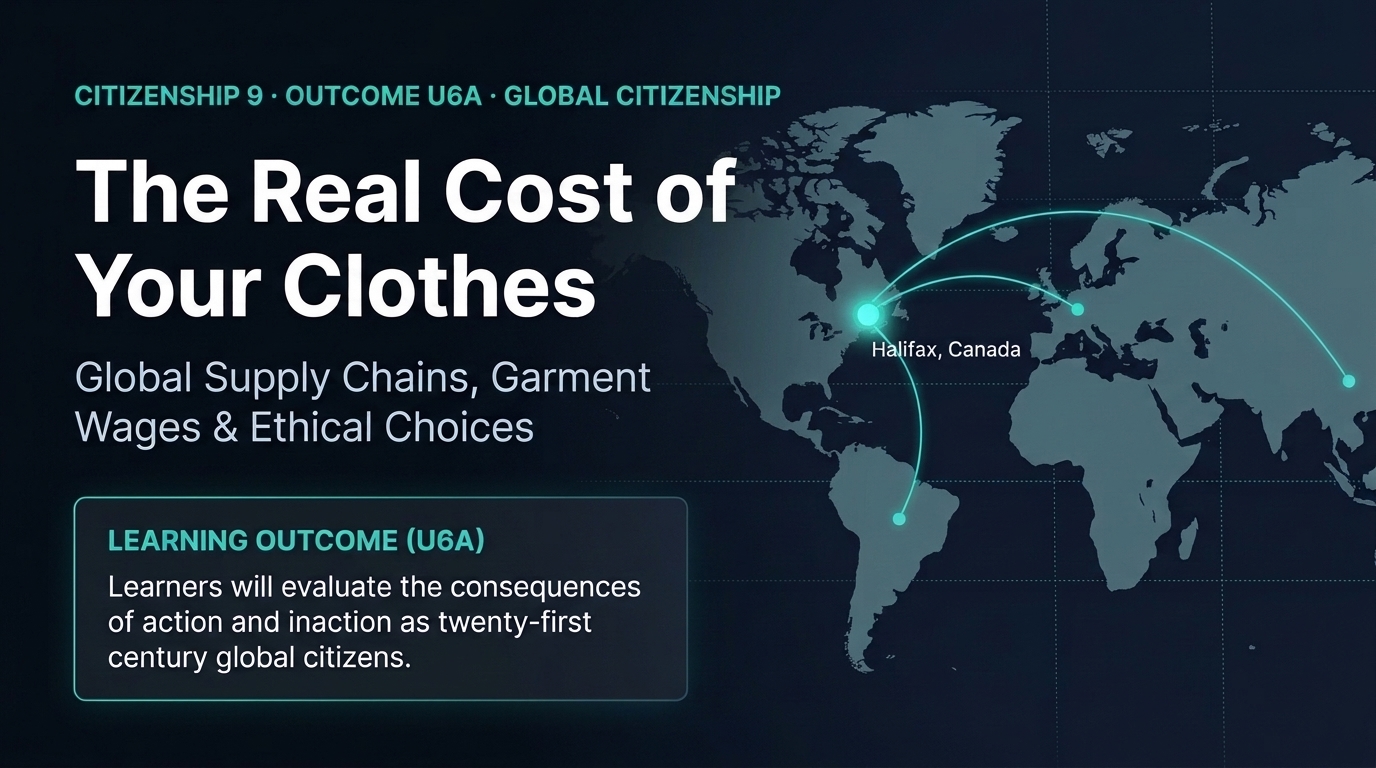 CITIZENSHIP 9 · OUTCOME U6A · GLOBAL CITIZENSHIP
The Real Cost of
Your Clothes
Global Supply Chains, Garment
Wages & Ethical Choices
Halifax, Canada
LEARNING OUTCOME (U6A)
Learners will evaluate the consequences
of action and inaction as twenty-first
century global citizens.